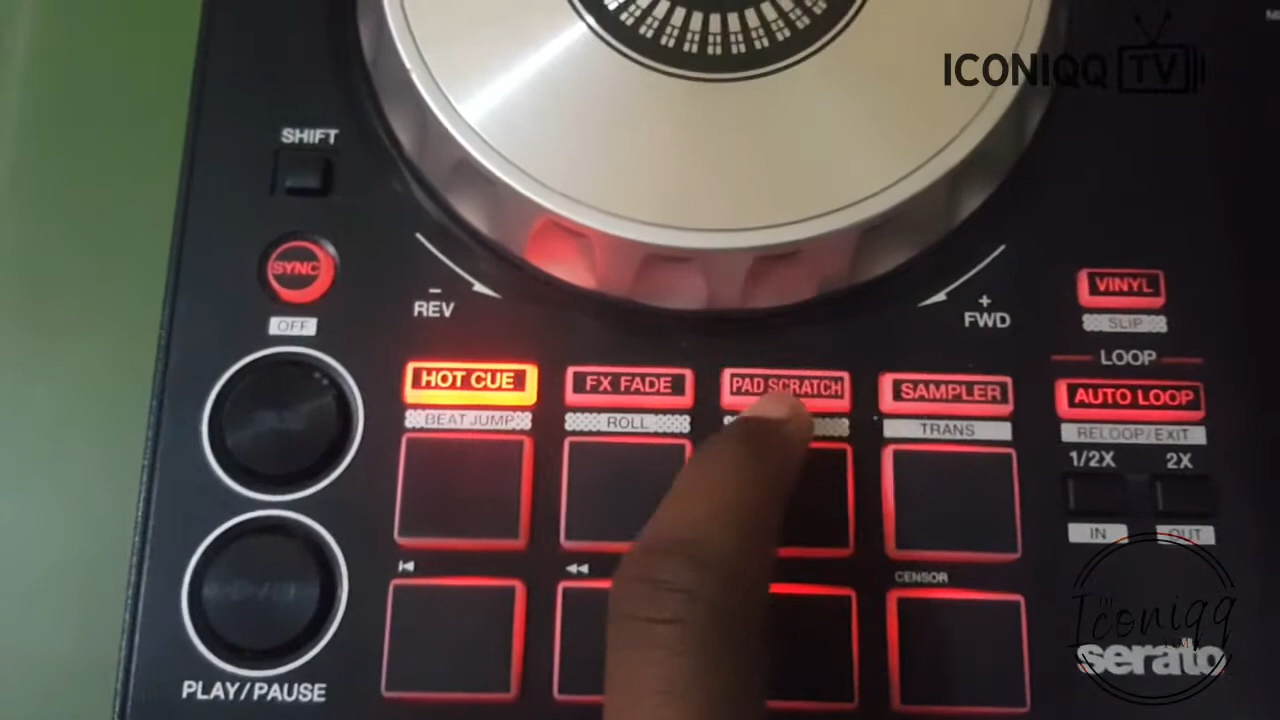 ICONIQQ TV
SHIFT
SYNC
OFF
− REV
+ FWD
VINYL
SLIP
LOOP
HOT CUE
FX FADE
PAD SCRATCH
SAMPLER
AUTO LOOP
BEAT JUMP
ROLL
TRANS
RELOOP/EXIT
1/2X
2X
IN
OUT
CENSOR
Iconiqq
serato
PLAY/PAUSE